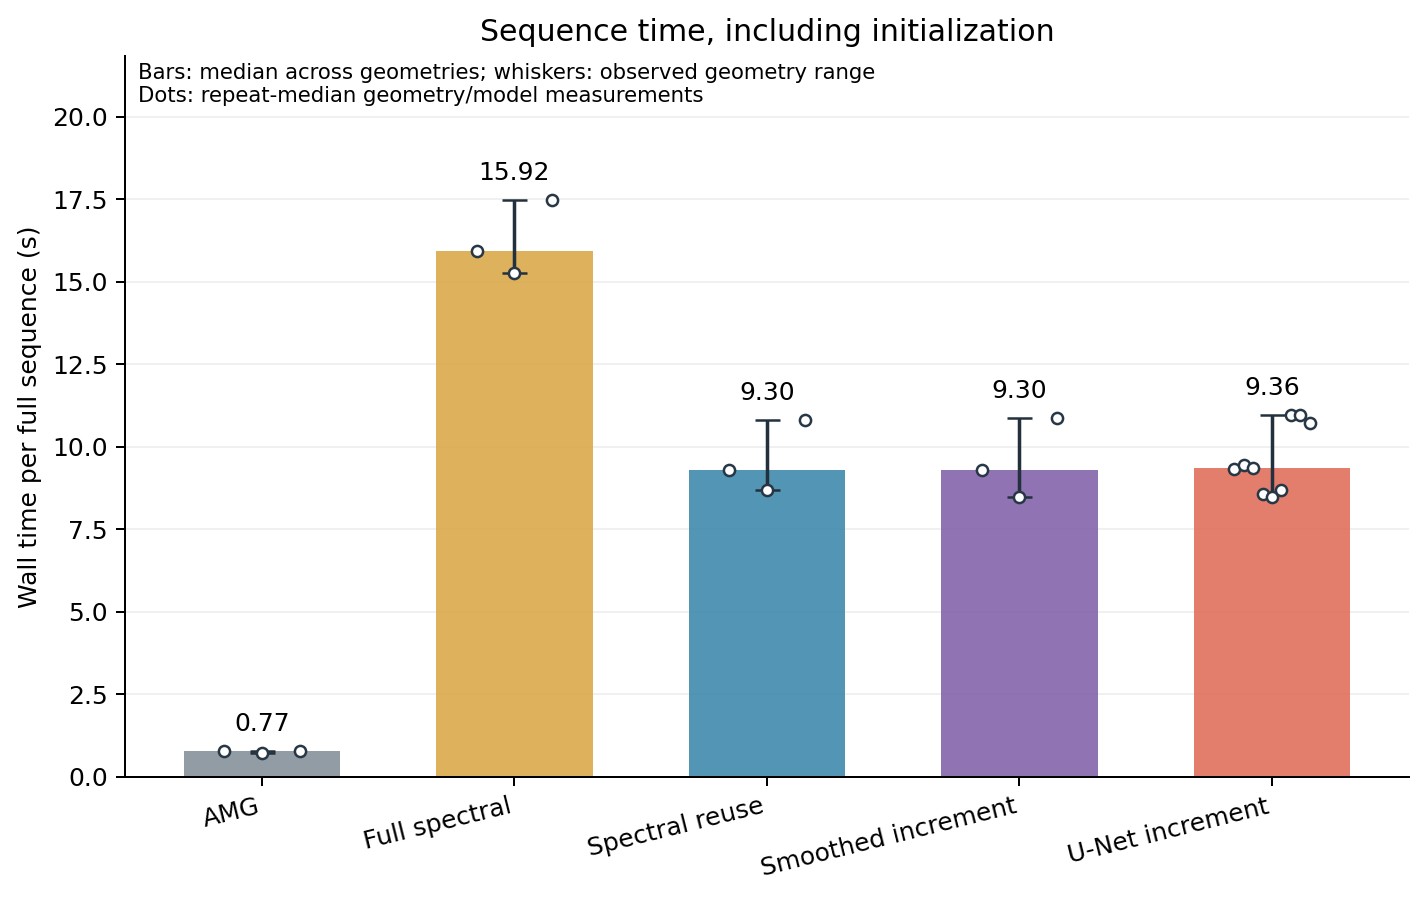 Sequence time, including initialization
Bars: median across geometries; whiskers: observed geometry range
Dots: repeat-median geometry/model measurements
Wall time per full sequence (s)
20.0
17.5
15.0
12.5
10.0
7.5
5.0
2.5
0.0
0.77
15.92
9.30
9.30
9.36
AMG
Full spectral
Spectral reuse
Smoothed increment
U-Net increment